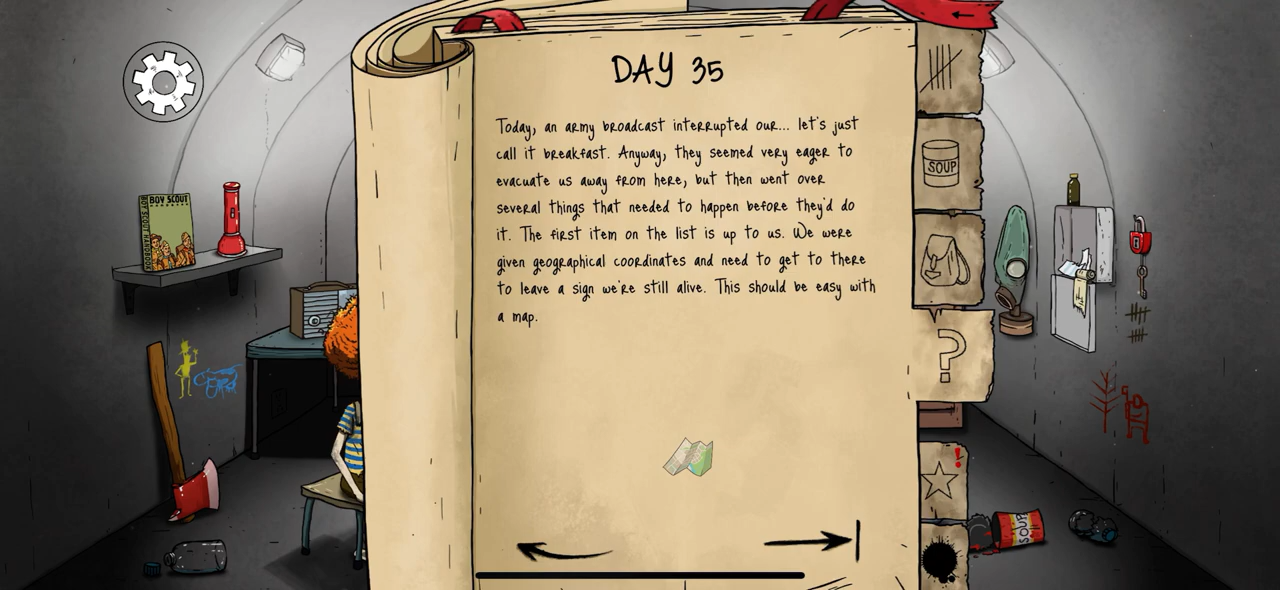 DAY 35
Today, an army broadcast interrupted our... let's just
call it breakfast. Anyway, they seemed very eager to
evacuate us away from here, but then went over
several things that needed to happen before they'd do
it. The first item on the list is up to us. We were
given geographical coordinates and need to get to there
to leave a sign we're still alive. This should be easy with
a map.
BOY SCOUT
BOY SCOUT HANDBOOK
SOUP
SOUP